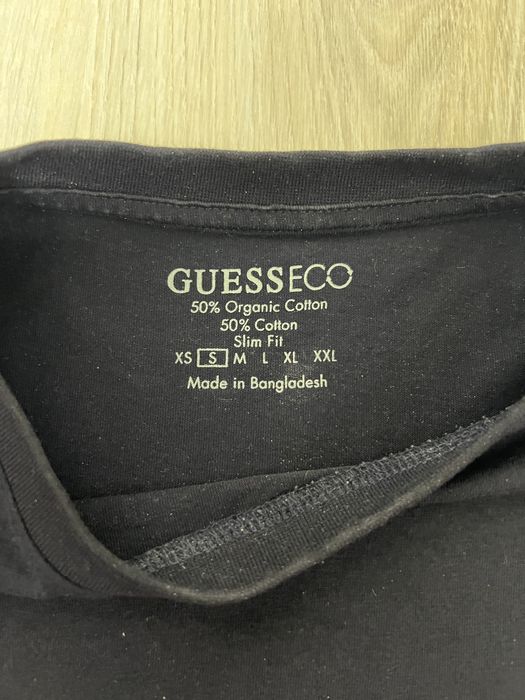 GUESSECO
50% Organic Cotton
50% Cotton
Slim Fit
XS S M L XL XXL
Made in Bangladesh